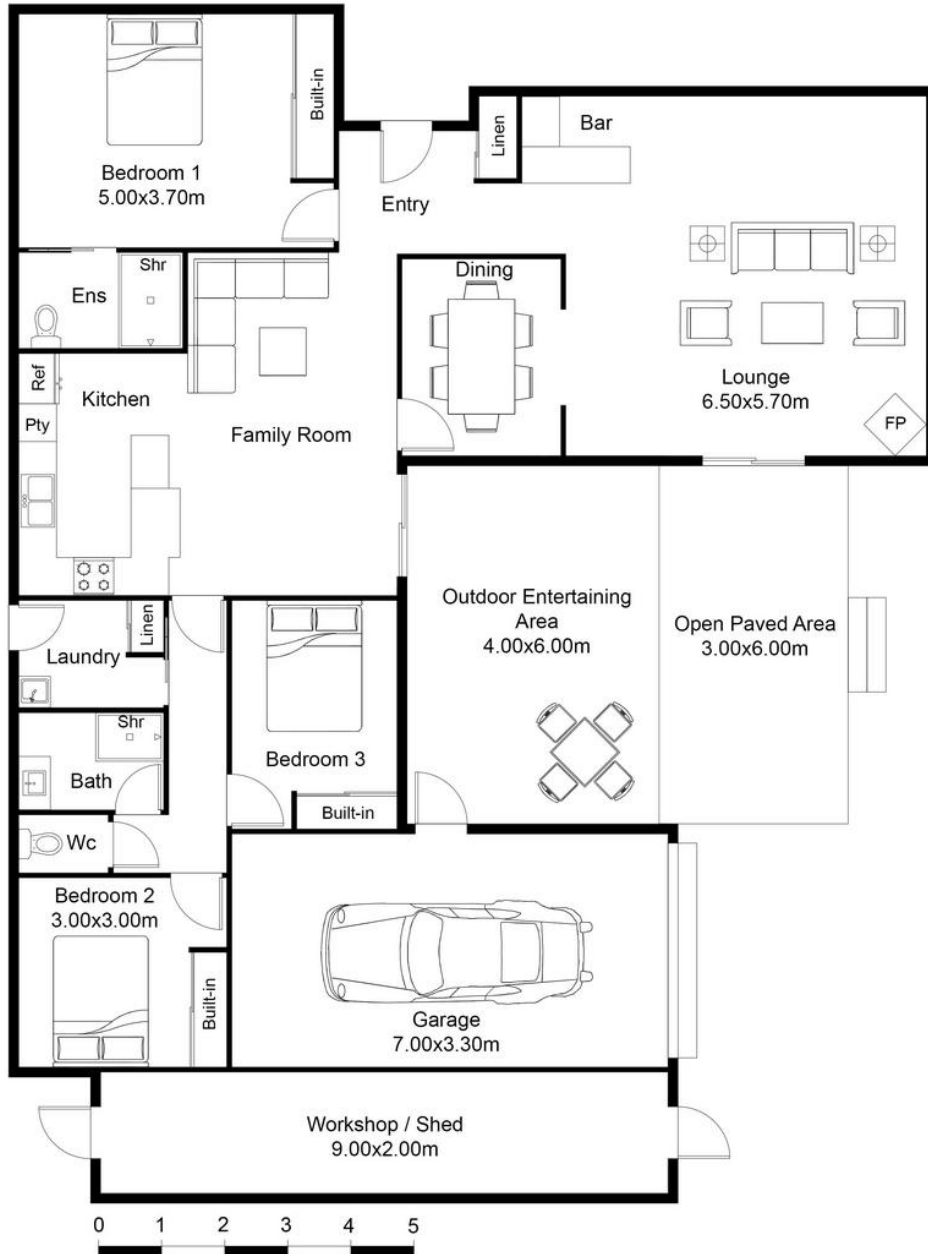 Built-in
Bedroom 1
5.00x3.70m
Linen
Bar
Entry
Shr
Ens
Dining
Ref
Kitchen
Pty
Family Room
Lounge
6.50x5.70m
FP
Outdoor Entertaining
Area
4.00x6.00m
Open Paved Area
3.00x6.00m
Linen
Laundry
Shr
Bath
Bedroom 3
Built-in
Wc
Bedroom 2
3.00x3.00m
Built-in
Garage
7.00x3.30m
Workshop / Shed
9.00x2.00m
0 1 2 3 4 5